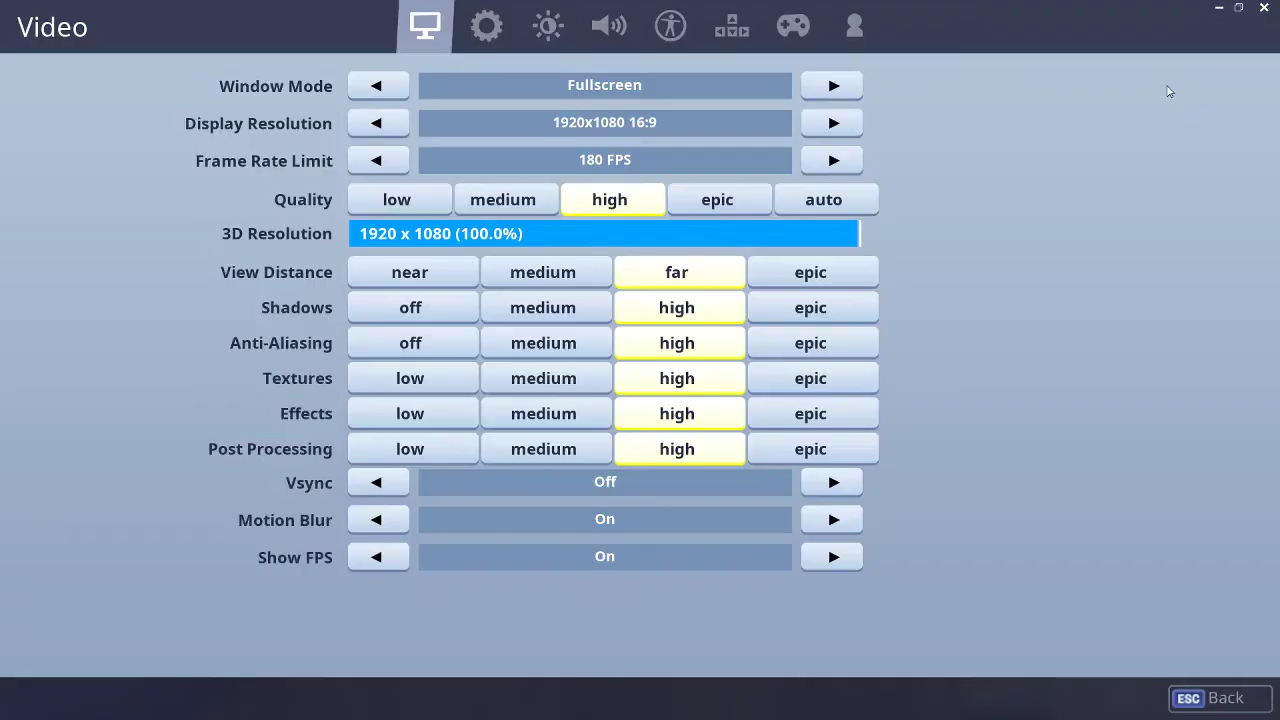 Video
Window Mode Fullscreen
Display Resolution 1920x1080 16:9
Frame Rate Limit 180 FPS
Quality low medium high epic auto
3D Resolution 1920 x 1080 (100.0%)
View Distance near medium far epic
Shadows off medium high epic
Anti-Aliasing off medium high epic
Textures low medium high epic
Effects low medium high epic
Post Processing low medium high epic
Vsync Off
Motion Blur On
Show FPS On
ESC Back